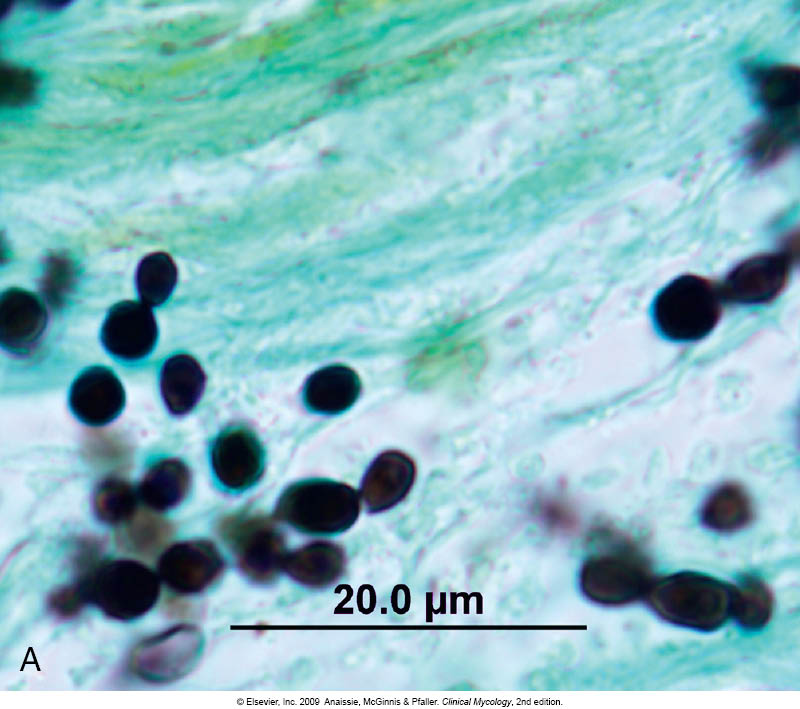 20.0 µm
A
© Elsevier, Inc. 2009 Anaissie, McGinnis & Pfaller. Clinical Mycology, 2nd edition.